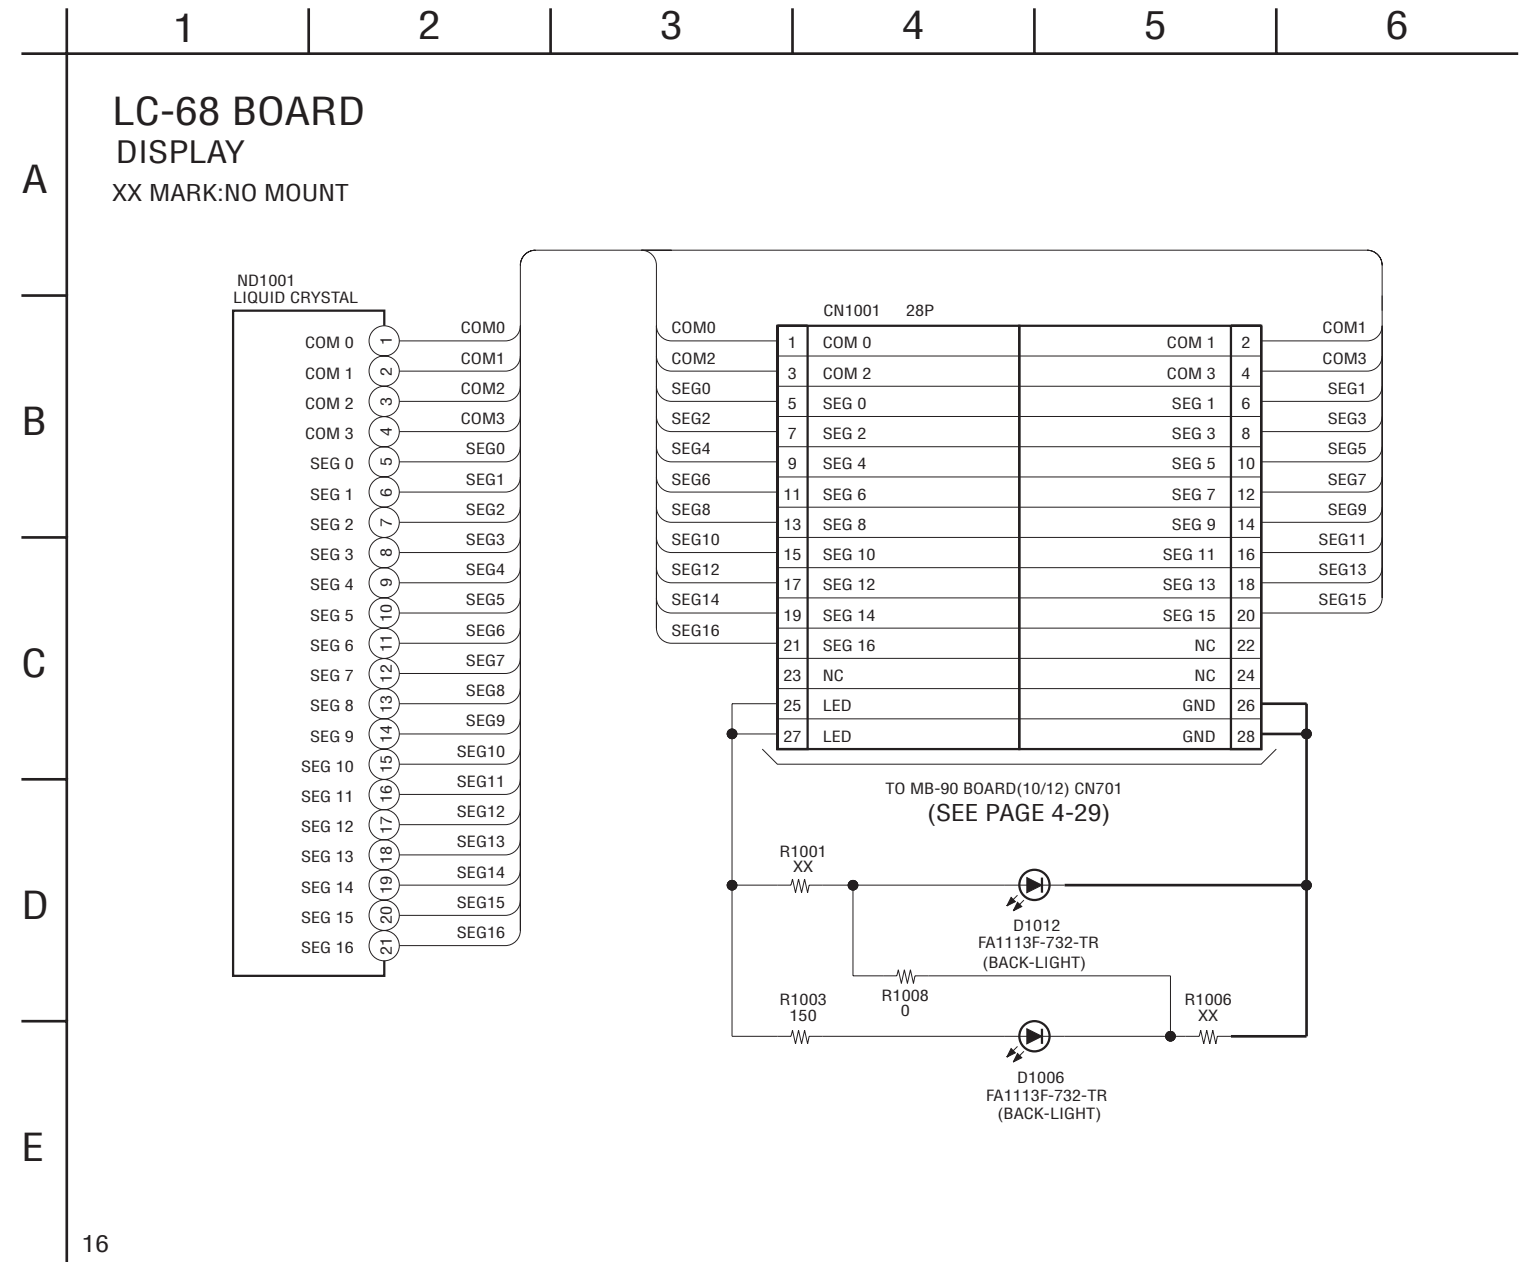 1 2 3 4 5 6
LC-68 BOARD
DISPLAY
XX MARK:NO MOUNT
A
B
C
D
E
ND1001
LIQUID CRYSTAL
COM 0 1 COM0
COM 1 2 COM1
COM 2 3 COM2
COM 3 4 COM3
SEG 0 5 SEG0
SEG 1 6 SEG1
SEG 2 7 SEG2
SEG 3 8 SEG3
SEG 4 9 SEG4
SEG 5 10 SEG5
SEG 6 11 SEG6
SEG 7 12 SEG7
SEG 8 13 SEG8
SEG 9 14 SEG9
SEG 10 15 SEG10
SEG 11 16 SEG11
SEG 12 17 SEG12
SEG 13 18 SEG13
SEG 14 19 SEG14
SEG 15 20 SEG15
SEG 16 21 SEG16
CN1001 28P
COM0 1 COM 0 COM 1 2 COM1
COM2 3 COM 2 COM 3 4 COM3
SEG0 5 SEG 0 SEG 1 6 SEG1
SEG2 7 SEG 2 SEG 3 8 SEG3
SEG4 9 SEG 4 SEG 5 10 SEG5
SEG6 11 SEG 6 SEG 7 12 SEG7
SEG8 13 SEG 8 SEG 9 14 SEG9
SEG10 15 SEG 10 SEG 11 16 SEG11
SEG12 17 SEG 12 SEG 13 18 SEG13
SEG14 19 SEG 14 SEG 15 20 SEG15
SEG16 21 SEG 16 NC 22
23 NC NC 24
25 LED GND 26
27 LED GND 28
TO MB-90 BOARD(10/12) CN701
(SEE PAGE 4-29)
R1001
XX
D1012
FA1113F-732-TR
(BACK-LIGHT)
R1008
0
R1003
150
R1006
XX
D1006
FA1113F-732-TR
(BACK-LIGHT)
16